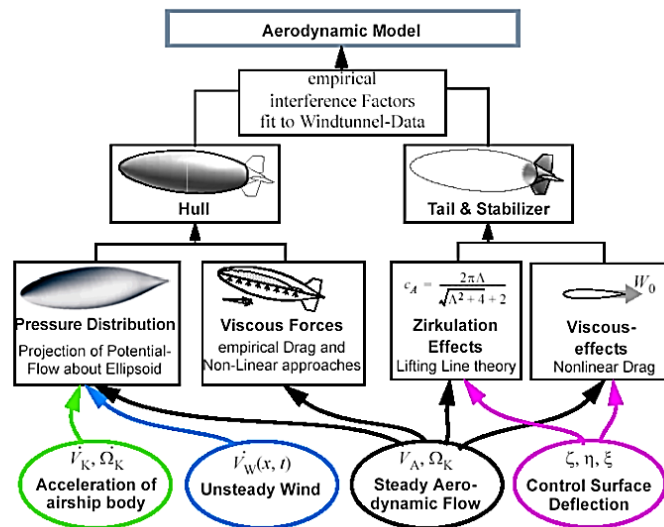 Aerodynamic Model
empirical
interference Factors
fit to Windtunnel-Data
Hull
Tail & Stabilizer
Pressure Distribution
Projection of Potential-
Flow about Ellipsoid
Viscous Forces
empirical Drag and
Non-Linear approaches
c_A = 2πΛ / (√(Λ² + 4) + 2)
Zirkulation
Effects
Lifting Line theory
W₀
Viscous-
effects
Nonlinear Drag
V̇_K, Ω̇_K
Acceleration of
airship body
V̇_W(x, t)
Unsteady Wind
V_A, Ω_K
Steady Aero-
dynamic Flow
ζ, η, ξ
Control Surface
Deflection